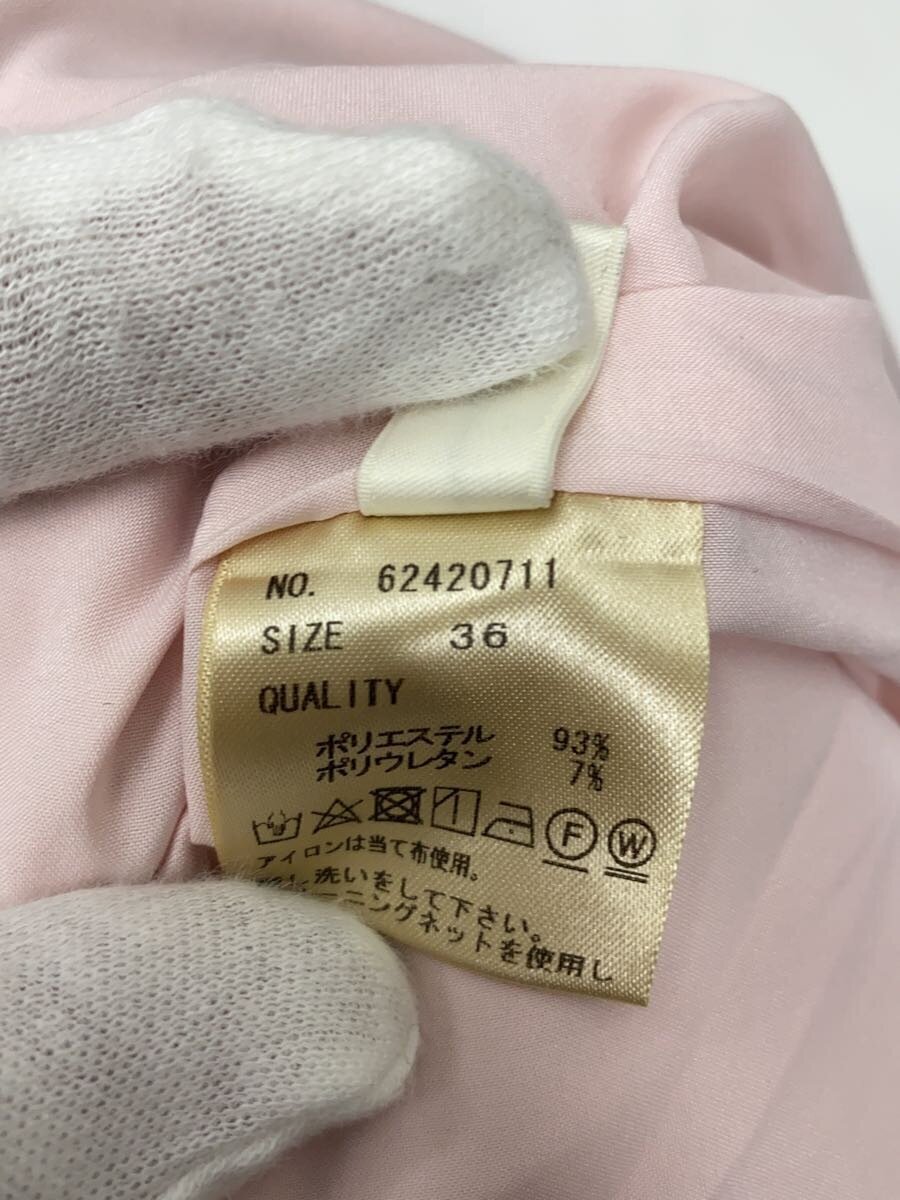 NO. 62420711
SIZE 36
QUALITY
ポリエステル 93%
ポリウレタン 7%
F W
アイロンは当て布使用。
洗いをして下さい。
ニングネットを使用し